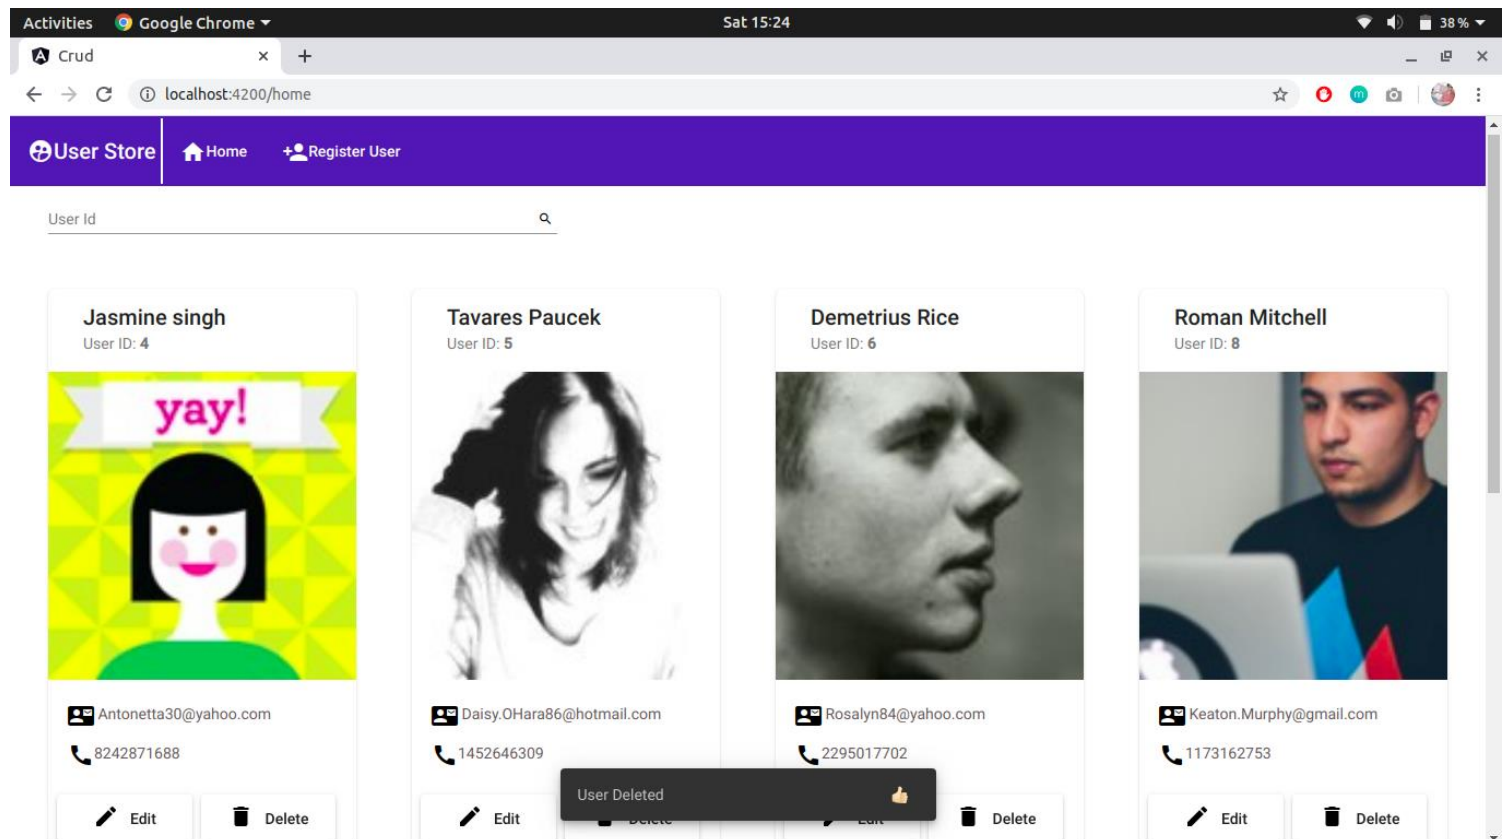 Activities Google Chrome Sat 15:24 38%
Crud
localhost:4200/home
User Store Home Register User
User Id
Jasmine singh
User ID: 4
Tavares Paucek
User ID: 5
Demetrius Rice
User ID: 6
Roman Mitchell
User ID: 8
yay!
Antonetta30@yahoo.com
8242871688
Daisy.OHara86@hotmail.com
1452646309
Rosalyn84@yahoo.com
2295017702
Keaton.Murphy@gmail.com
1173162753
User Deleted
Edit Delete
Edit Delete
Edit Delete
Edit Delete